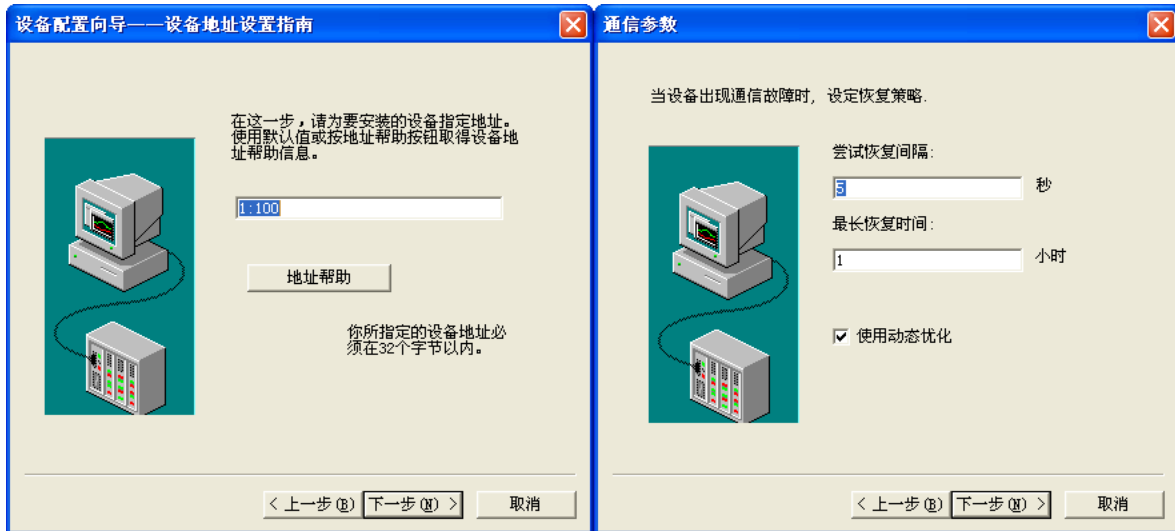 设备配置向导——设备地址设置指南
在这一步，请为要安装的设备指定地址。
使用默认值或按地址帮助按钮取得设备地
址帮助信息。
1:100
地址帮助
你所指定的设备地址必
须在32个字节以内。
< 上一步(B)
下一步(N) >
取消
通信参数
当设备出现通信故障时，设定恢复策略.
尝试恢复间隔:
5 秒
最长恢复时间:
1 小时
使用动态优化
< 上一步(B)
下一步(N) >
取消